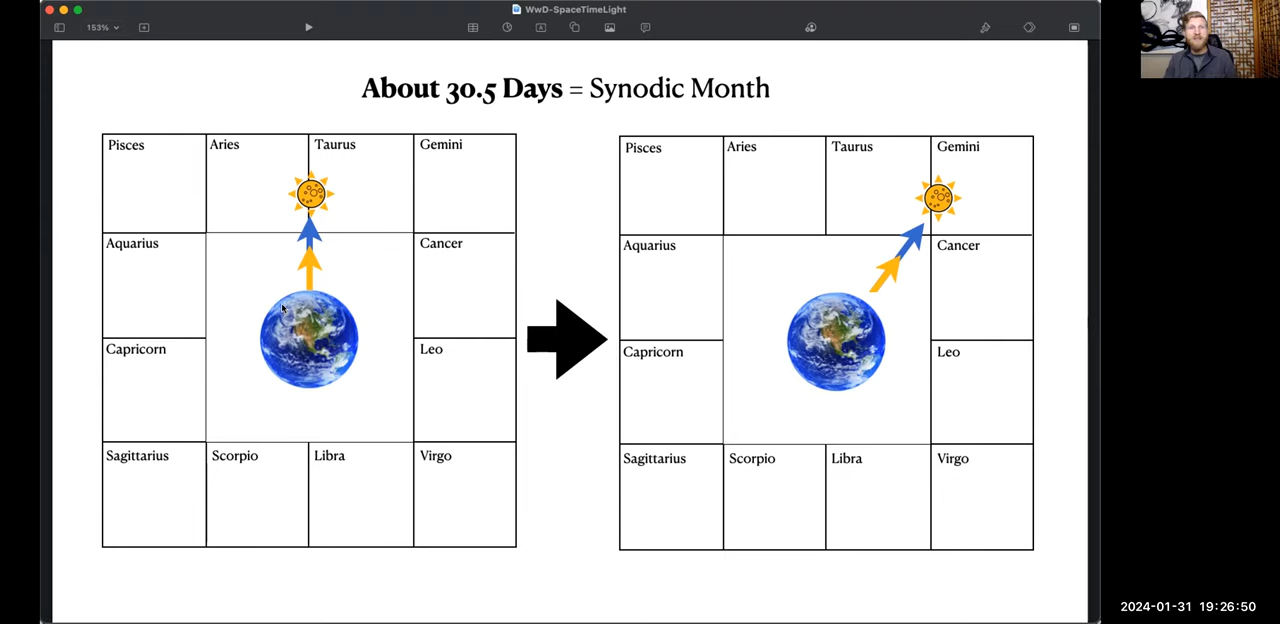 WwD-SpaceTimeLight
153%
About 30.5 Days = Synodic Month
Pisces Aries Taurus Gemini
Aquarius Cancer
Capricorn Leo
Sagittarius Scorpio Libra Virgo
Pisces Aries Taurus Gemini
Aquarius Cancer
Capricorn Leo
Sagittarius Scorpio Libra Virgo
2024-01-31 19:26:50